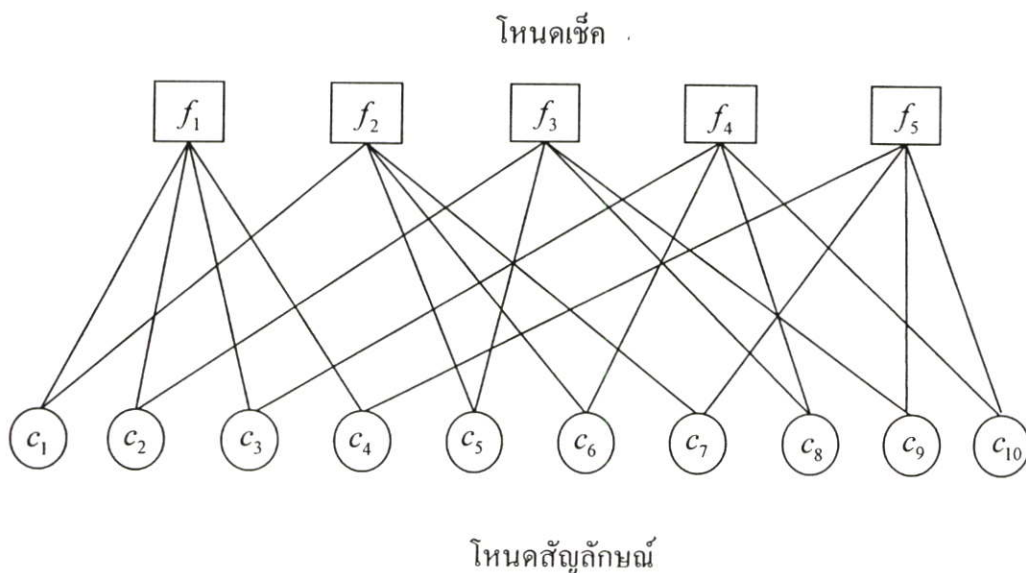 โหนดเช็ค
f₁ f₂ f₃ f₄ f₅
c₁ c₂ c₃ c₄ c₅ c₆ c₇ c₈ c₉ c₁₀
โหนดสัญลักษณ์